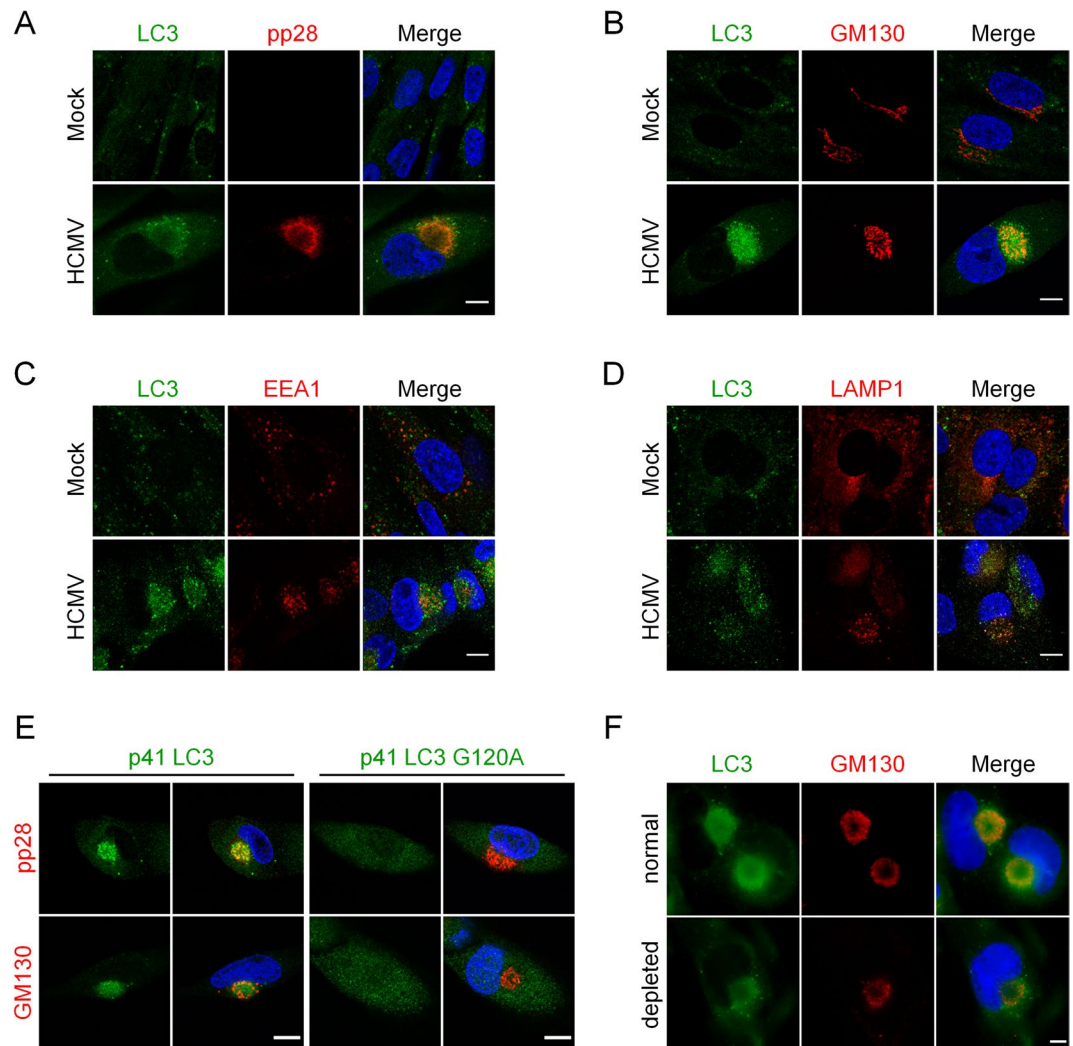 A
LC3 pp28 Merge
Mock
HCMV
B
LC3 GM130 Merge
Mock
HCMV
C
LC3 EEA1 Merge
Mock
HCMV
D
LC3 LAMP1 Merge
Mock
HCMV
E
p41 LC3 p41 LC3 G120A
pp28
GM130
F
LC3 GM130 Merge
normal
depleted